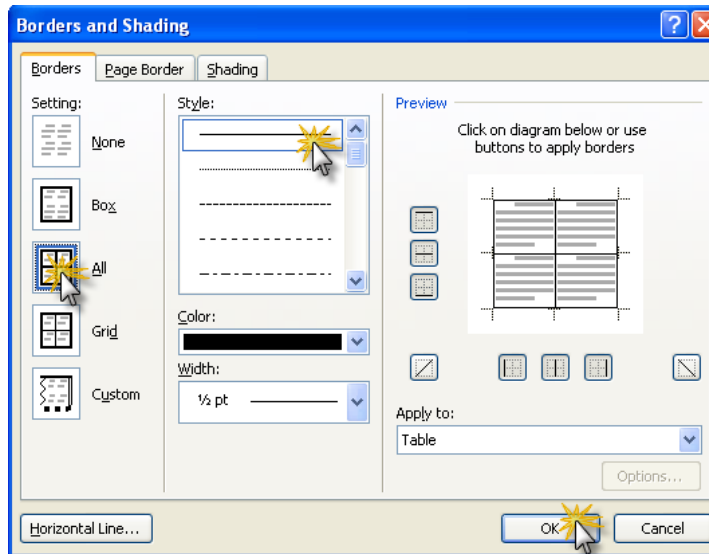 Borders and Shading
Borders
Page Border
Shading
Setting:
None
Box
All
Grid
Custom
Style:
Color:
Width:
½ pt
Preview
Click on diagram below or use
buttons to apply borders
Apply to:
Table
Options...
Horizontal Line...
OK
Cancel